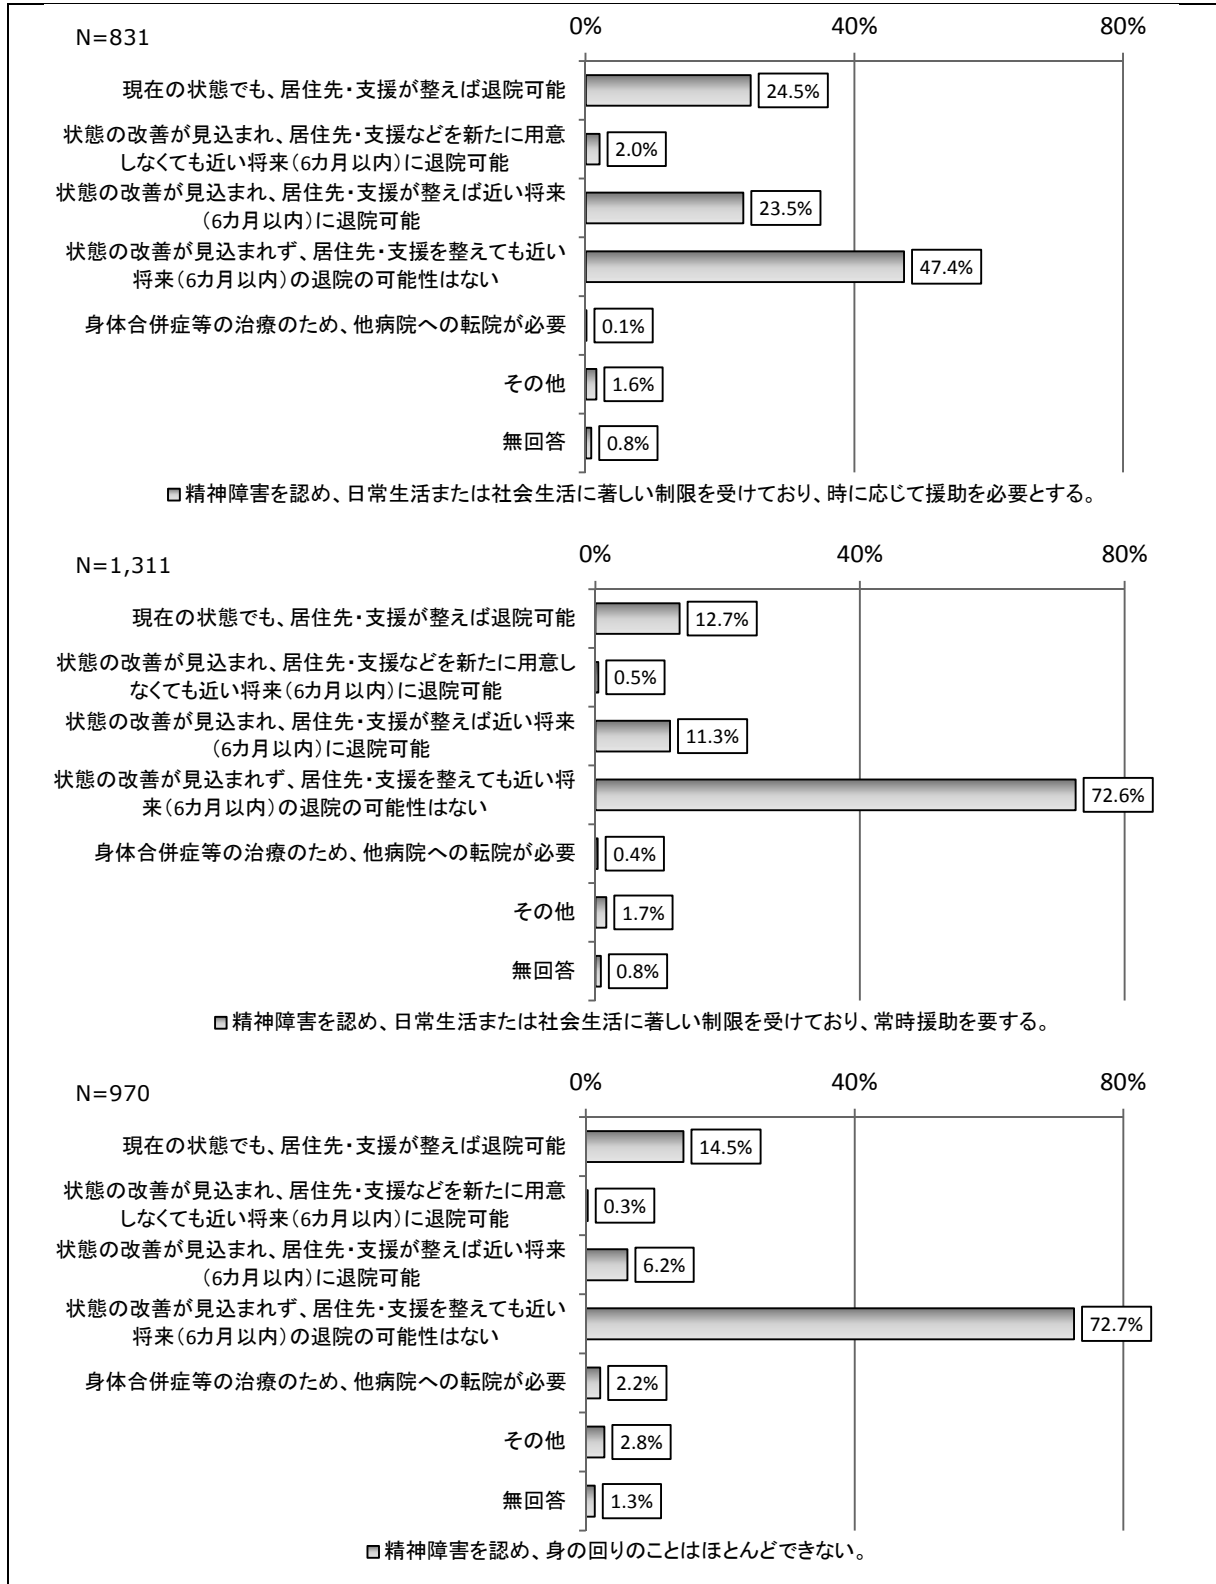 N=831
0%
40%
80%
現在の状態でも、居住先・支援が整えば退院可能
24.5%
状態の改善が見込まれ、居住先・支援などを新たに用意
しなくても近い将来(6カ月以内)に退院可能
2.0%
状態の改善が見込まれ、居住先・支援が整えば近い将来
(6カ月以内)に退院可能
23.5%
状態の改善が見込まれず、居住先・支援を整えても近い
将来(6カ月以内)の退院の可能性はない
47.4%
身体合併症等の治療のため、他病院への転院が必要
0.1%
その他
1.6%
無回答
0.8%
精神障害を認め、日常生活または社会生活に著しい制限を受けており、時に応じて援助を必要とする。
N=1,311
0%
40%
80%
現在の状態でも、居住先・支援が整えば退院可能
12.7%
状態の改善が見込まれ、居住先・支援などを新たに用意し
なくても近い将来(6カ月以内)に退院可能
0.5%
状態の改善が見込まれ、居住先・支援が整えば近い将来
(6カ月以内)に退院可能
11.3%
状態の改善が見込まれず、居住先・支援を整えても近い将
来(6カ月以内)の退院の可能性はない
72.6%
身体合併症等の治療のため、他病院への転院が必要
0.4%
その他
1.7%
無回答
0.8%
精神障害を認め、日常生活または社会生活に著しい制限を受けており、常時援助を要する。
N=970
0%
40%
80%
現在の状態でも、居住先・支援が整えば退院可能
14.5%
状態の改善が見込まれ、居住先・支援などを新たに用意
しなくても近い将来(6カ月以内)に退院可能
0.3%
状態の改善が見込まれ、居住先・支援が整えば近い将来
(6カ月以内)に退院可能
6.2%
状態の改善が見込まれず、居住先・支援を整えても近い
将来(6カ月以内)の退院の可能性はない
72.7%
身体合併症等の治療のため、他病院への転院が必要
2.2%
その他
2.8%
無回答
1.3%
精神障害を認め、身の回りのことはほとんどできない。